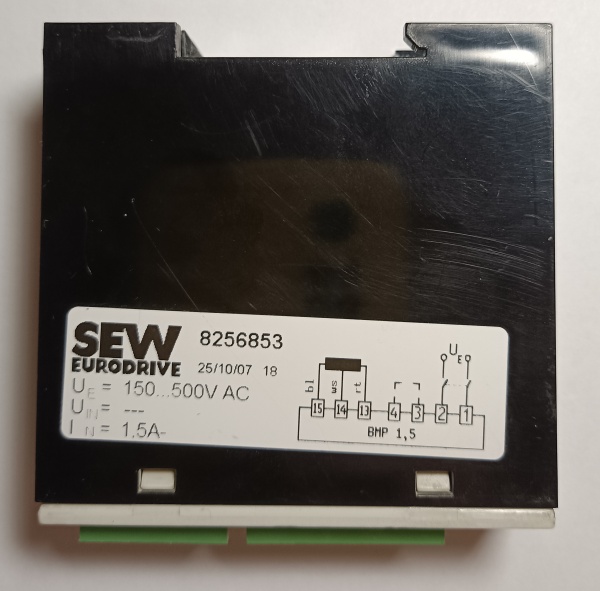 SEW
EURODRIVE
8256853
25/10/07 18
UE = 150...500V AC
UIN= ---
IN = 1.5A-
UE
bl ws rt
15 14 13 4 3 2 1
BMP 1,5